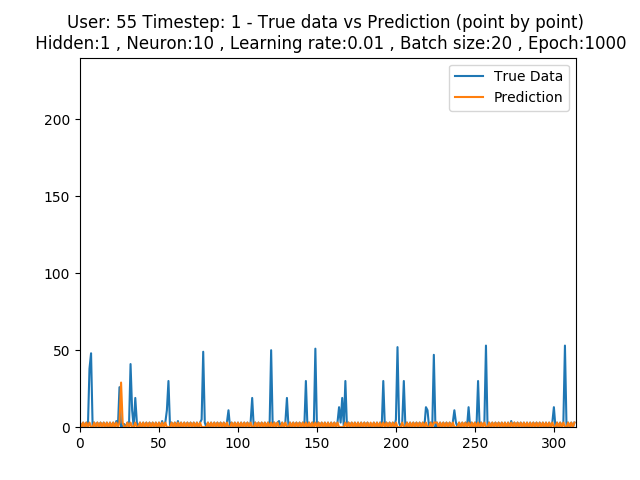 User: 55 Timestep: 1 - True data vs Prediction (point by point)
Hidden:1 , Neuron:10 , Learning rate:0.01 , Batch size:20 , Epoch:1000
True Data
Prediction
200
150
100
50
0
0 50 100 150 200 250 300